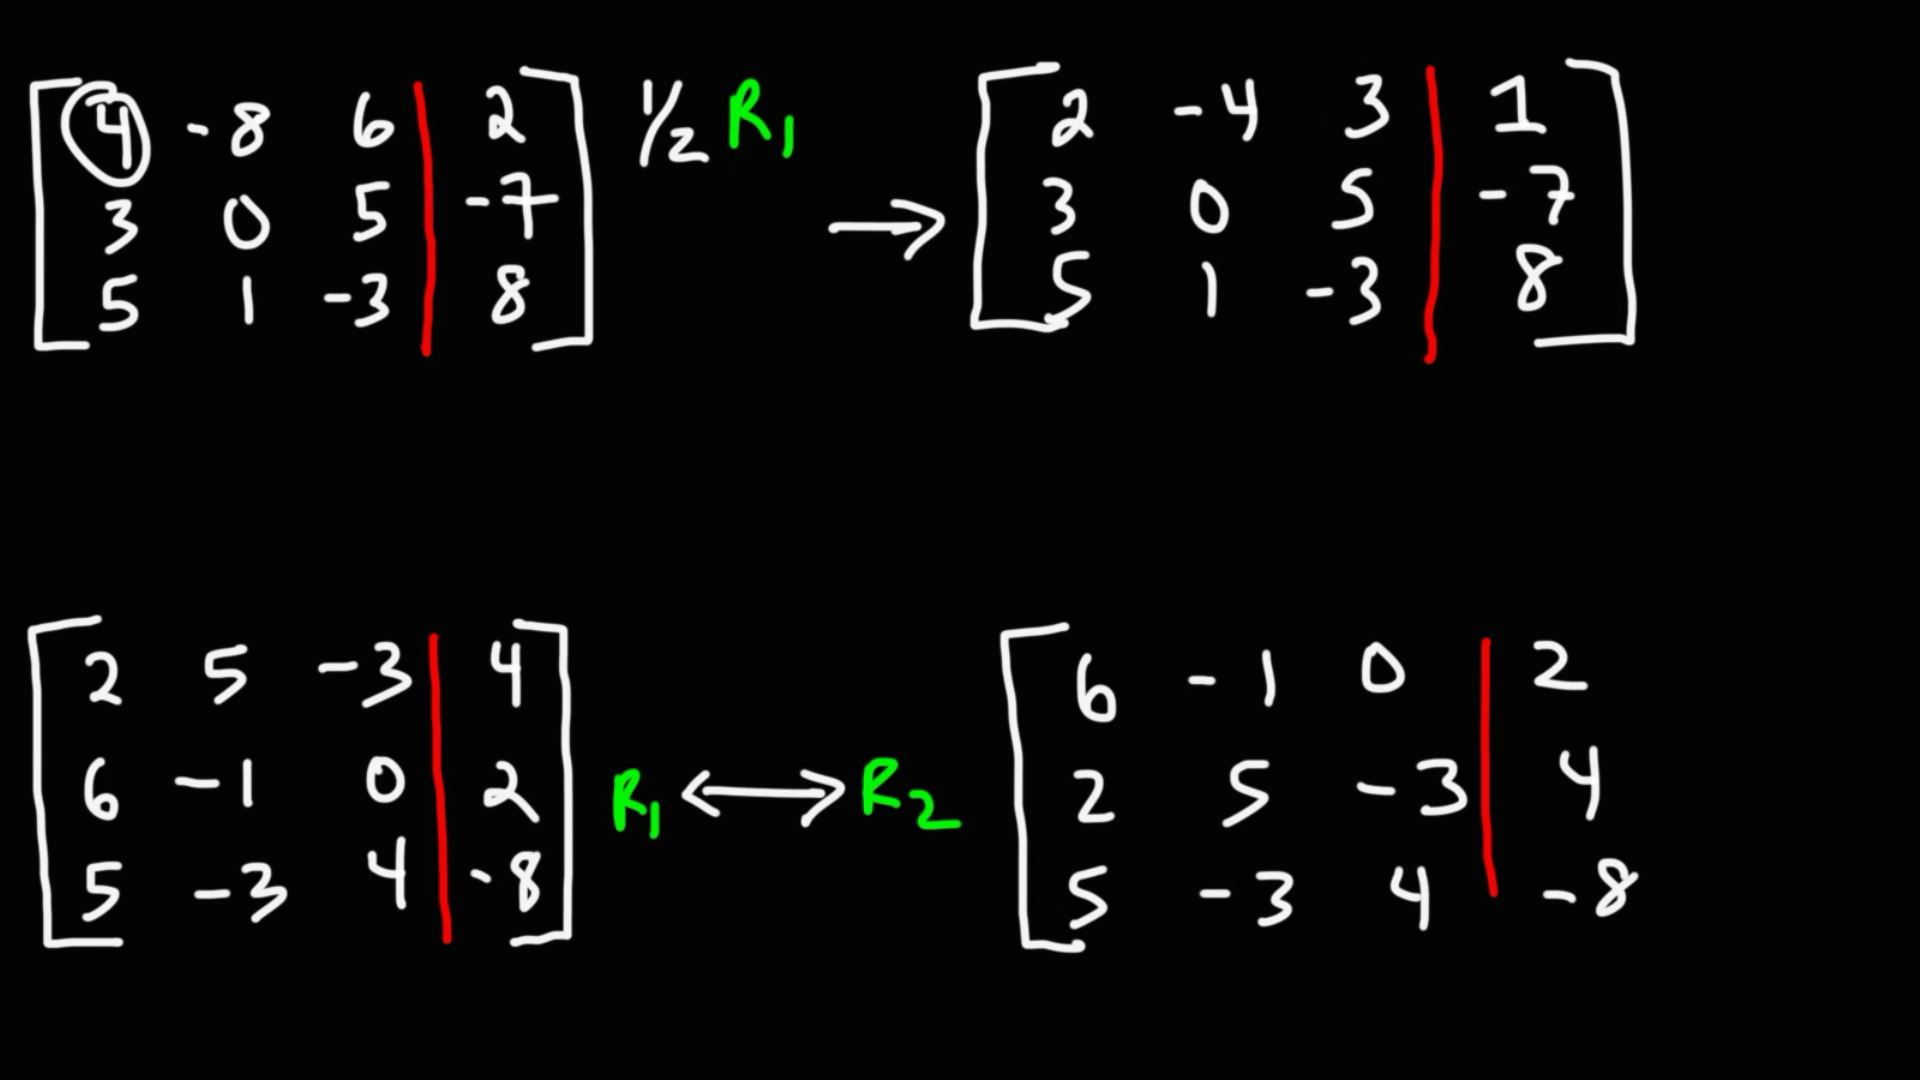 4 -8 6 2 1/2 R1 2 -4 3 1
3 0 5 -7 → 3 0 5 -7
5 1 -3 8 5 1 -3 8
2 5 -3 4 6 -1 0 2
6 -1 0 2 R1 ↔ R2 2 5 -3 4
5 -3 4 -8 5 -3 4 -8